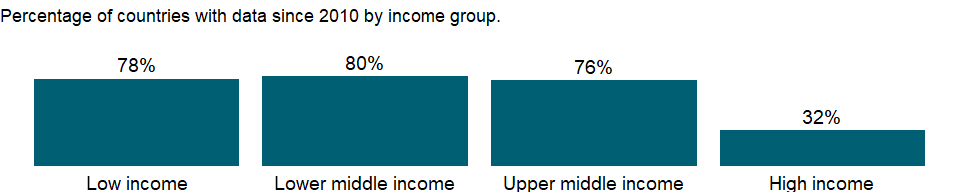 Percentage of countries with data since 2010 by income group.
78%
80%
76%
32%
Low income
Lower middle income
Upper middle income
High income